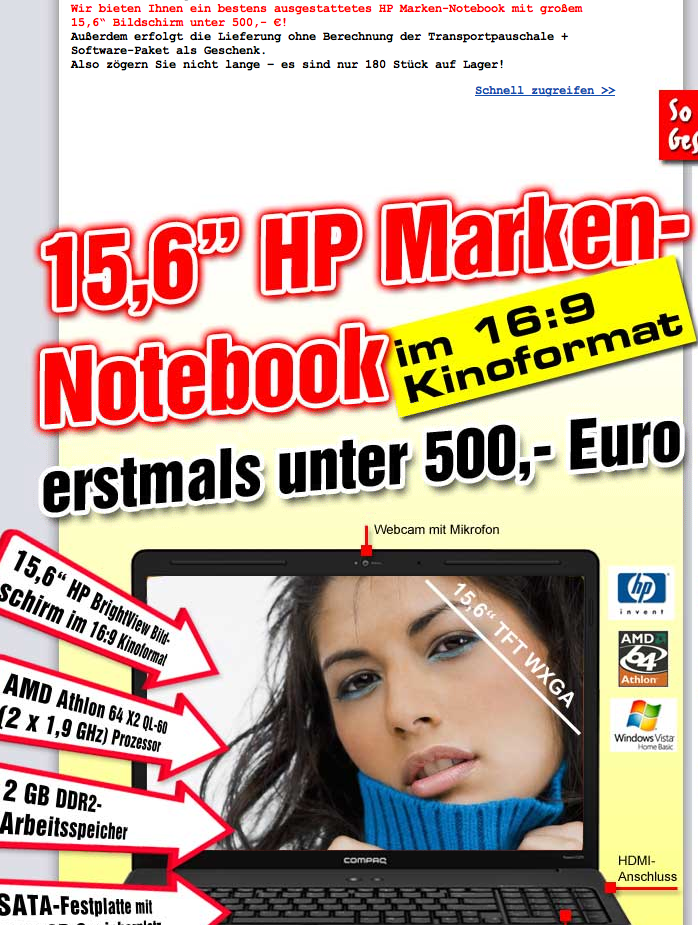 Wir bieten Ihnen ein bestens ausgestattetes HP Marken-Notebook mit großem
15,6“ Bildschirm unter 500,- €!
Außerdem erfolgt die Lieferung ohne Berechnung der Transportpauschale +
Software-Paket als Geschenk.
Also zögern Sie nicht lange – es sind nur 180 Stück auf Lager!
Schnell zugreifen >>
So
15,6” HP Marken-
Notebook
im 16:9
Kinoformat
erstmals unter 500,- Euro
Webcam mit Mikrofon
15,6“ HP BrightView Bild-
schirm im 16:9 Kinoformat
15,6“ TFT WXGA
hp
invent
AMD
64
Athlon
AMD Athlon 64 X2 QL-60
(2 x 1,9 GHz) Prozessor
Windows Vista
Home Basic
2 GB DDR2-
Arbeitsspeicher
COMPAQ
HDMI-
Anschluss
SATA-Festplatte mit